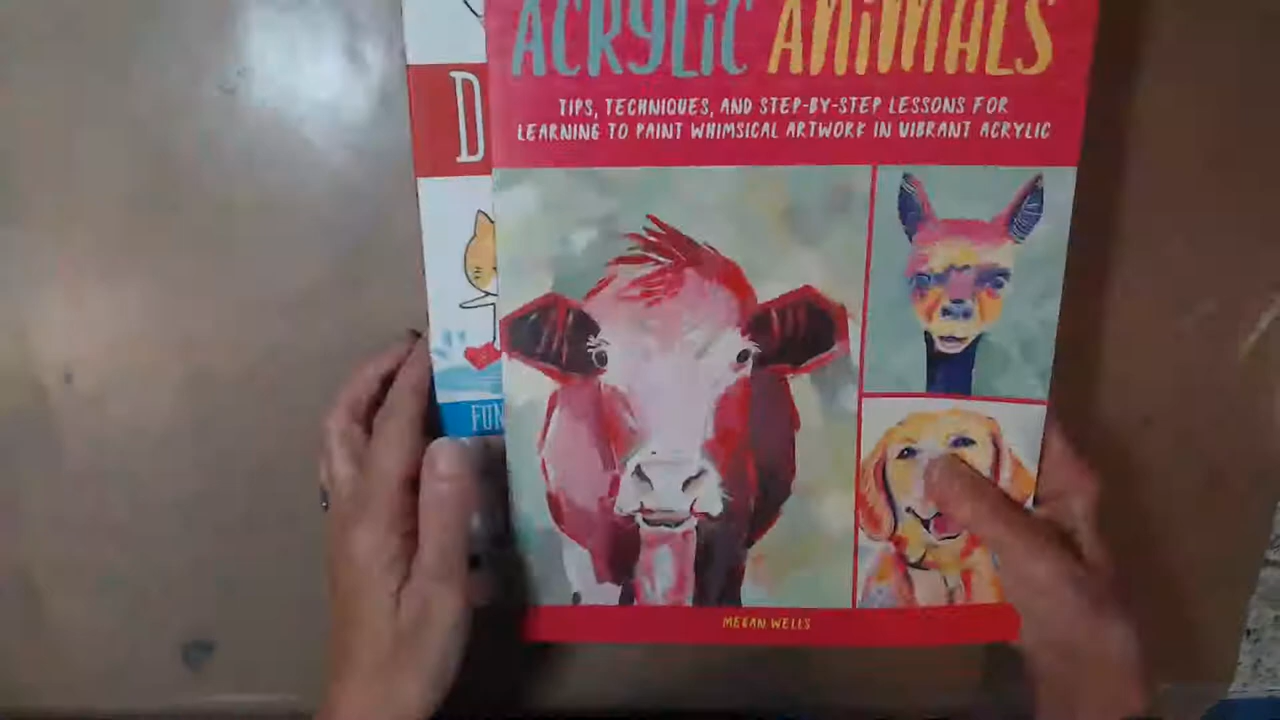 ACRYLIC ANIMALS
TIPS, TECHNIQUES, AND STEP-BY-STEP LESSONS FOR
LEARNING TO PAINT WHIMSICAL ARTWORK IN VIBRANT ACRYLIC
D
FUN
MEGAN WELLS